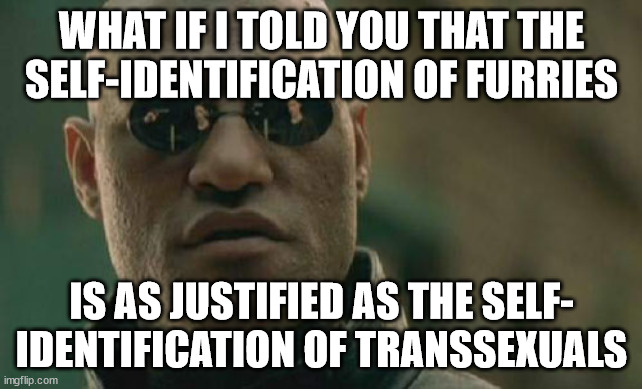 WHAT IF I TOLD YOU THAT THE
SELF-IDENTIFICATION OF FURRIES
IS AS JUSTIFIED AS THE SELF-
IDENTIFICATION OF TRANSSEXUALS
imgflip.com